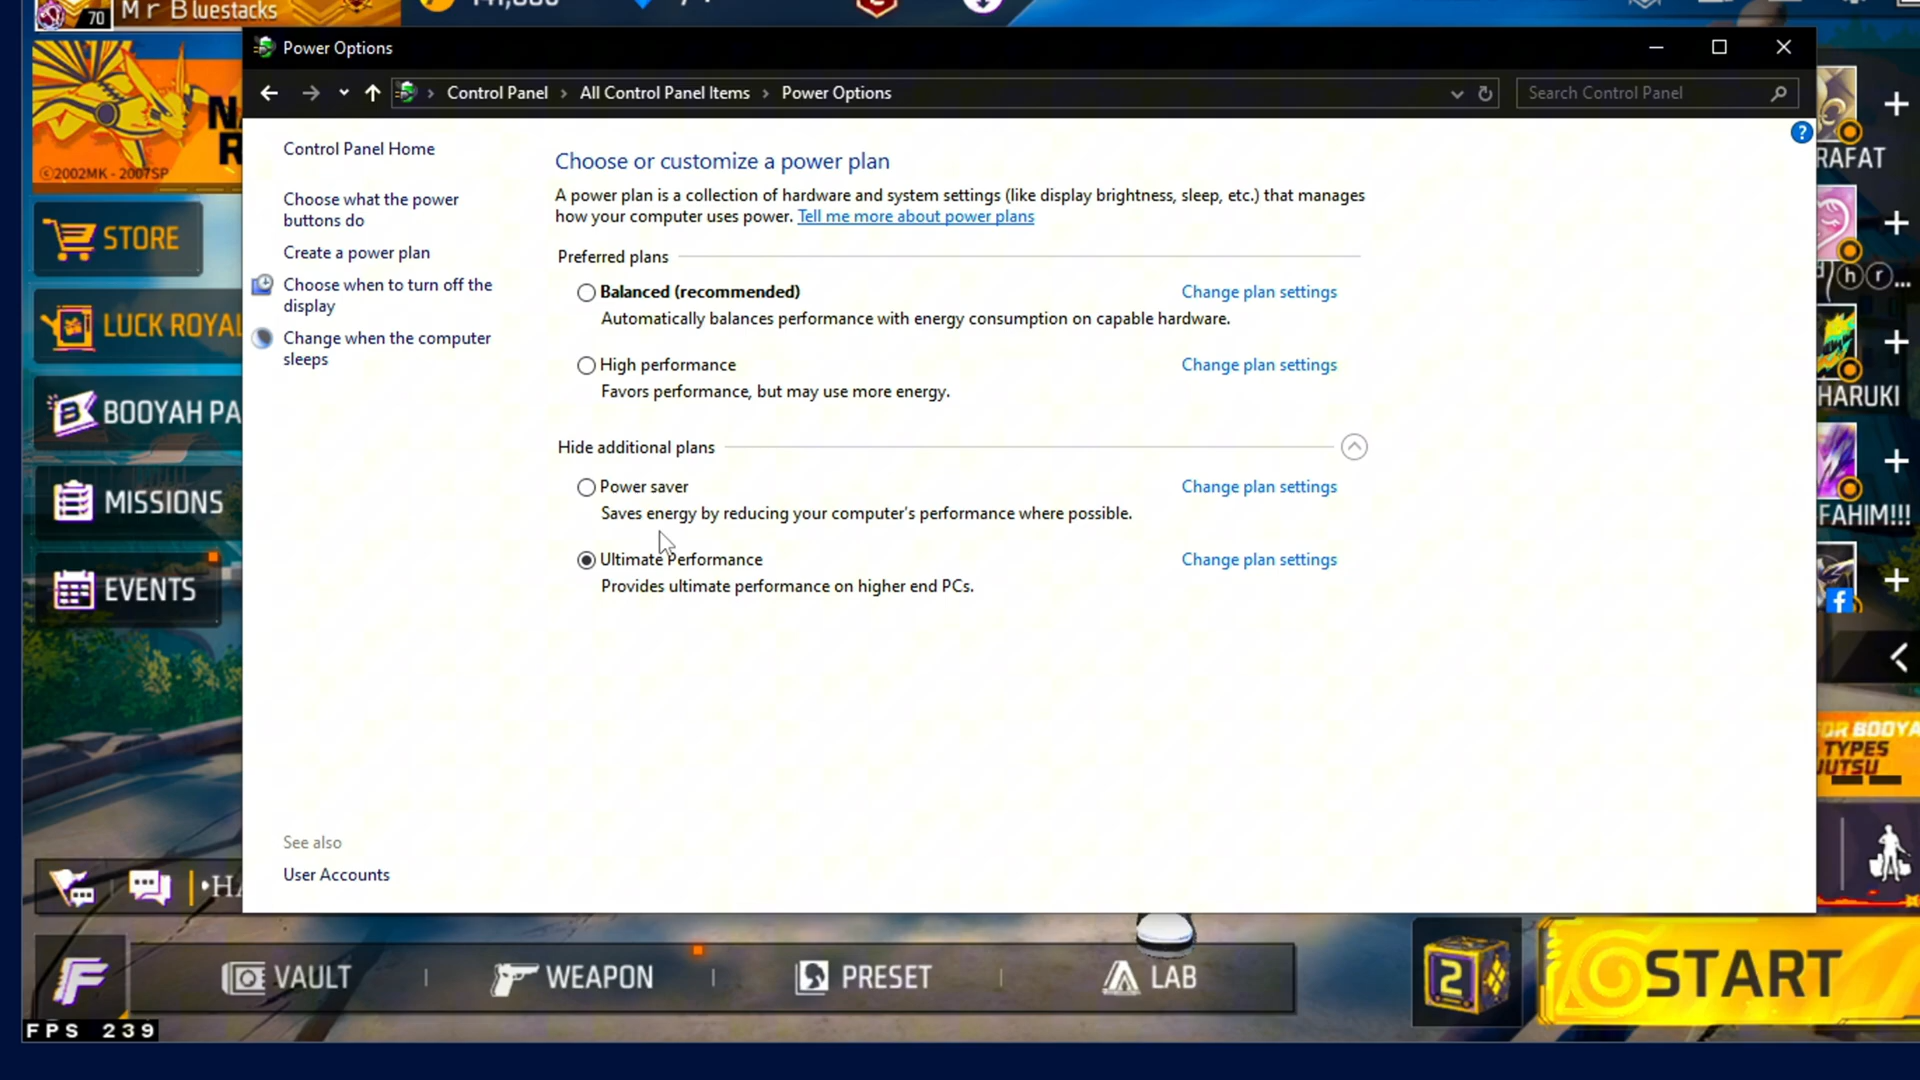 70
Mr Bluestacks
Power Options
Control Panel > All Control Panel Items > Power Options
Search Control Panel
Control Panel Home
Choose what the power
buttons do
Create a power plan
Choose when to turn off the
display
Change when the computer
sleeps
Choose or customize a power plan
A power plan is a collection of hardware and system settings (like display brightness, sleep, etc.) that manages
how your computer uses power. Tell me more about power plans
Preferred plans
Balanced (recommended)
Change plan settings
Automatically balances performance with energy consumption on capable hardware.
High performance
Change plan settings
Favors performance, but may use more energy.
Hide additional plans
Power saver
Change plan settings
Saves energy by reducing your computer's performance where possible.
Ultimate Performance
Change plan settings
Provides ultimate performance on higher end PCs.
See also
User Accounts
©2002MK - 2007SP
STORE
LUCK ROYAL
BOOYAH PA
MISSIONS
EVENTS
RAFAT
hr...
HARUKI
FAHIM!!!
OR BOOYA
TYPES
JUTSU
VAULT
WEAPON
PRESET
LAB
2
START
FPS 239